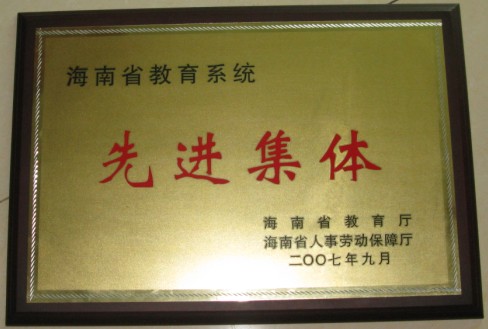 海南省教育系统
先进集体
海南省教育厅
海南省人事劳动保障厅
二〇〇七年九月